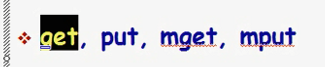 ❖ get, put, mget, mput